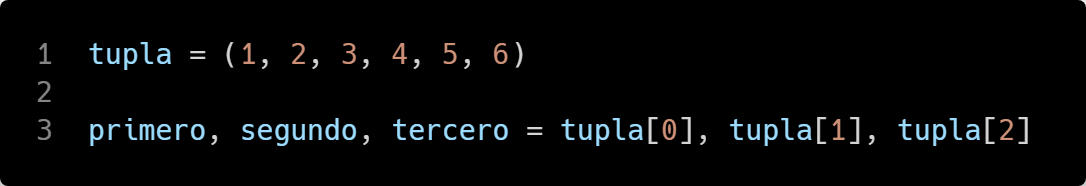 1 tupla = (1, 2, 3, 4, 5, 6)
2
3 primero, segundo, tercero = tupla[0], tupla[1], tupla[2]